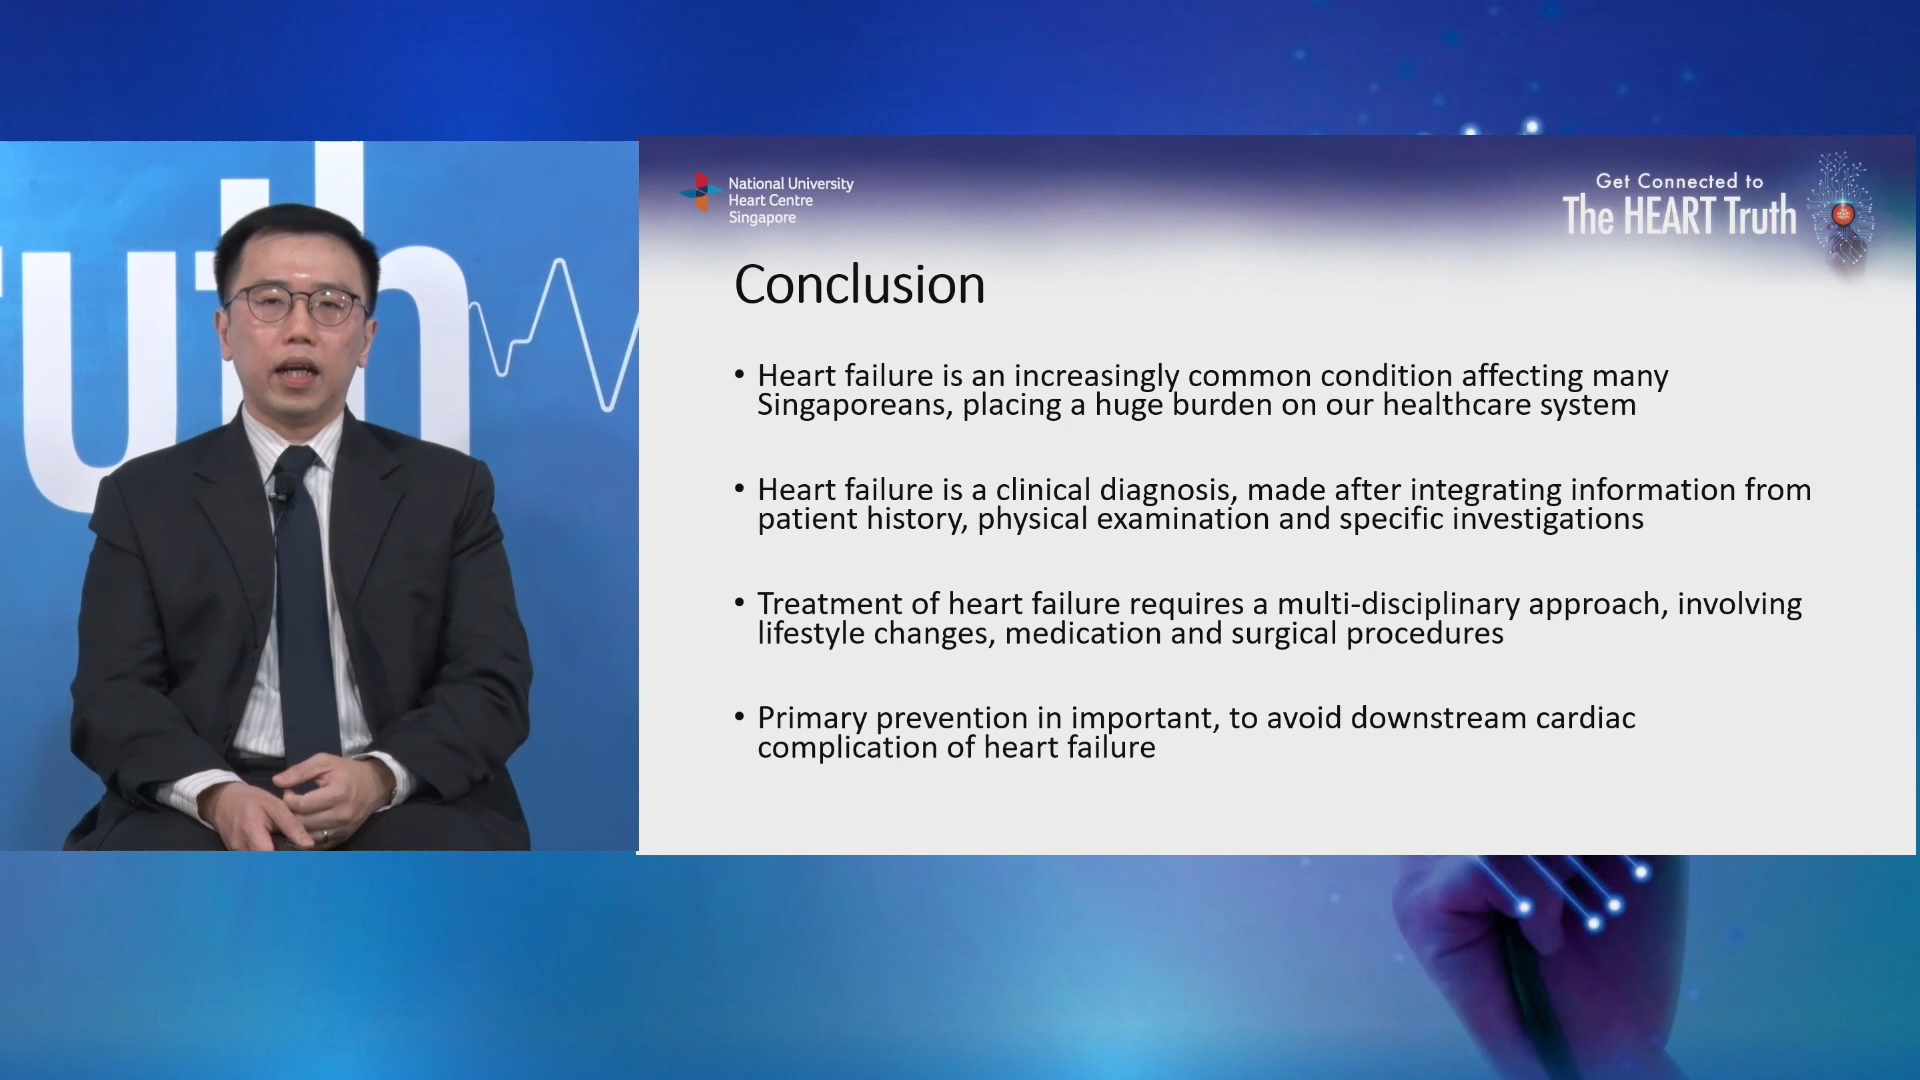 uth
National University
Heart Centre
Singapore
Get Connected to
The HEART Truth
Conclusion
• Heart failure is an increasingly common condition affecting many
Singaporeans, placing a huge burden on our healthcare system
• Heart failure is a clinical diagnosis, made after integrating information from
patient history, physical examination and specific investigations
• Treatment of heart failure requires a multi-disciplinary approach, involving
lifestyle changes, medication and surgical procedures
• Primary prevention in important, to avoid downstream cardiac
complication of heart failure